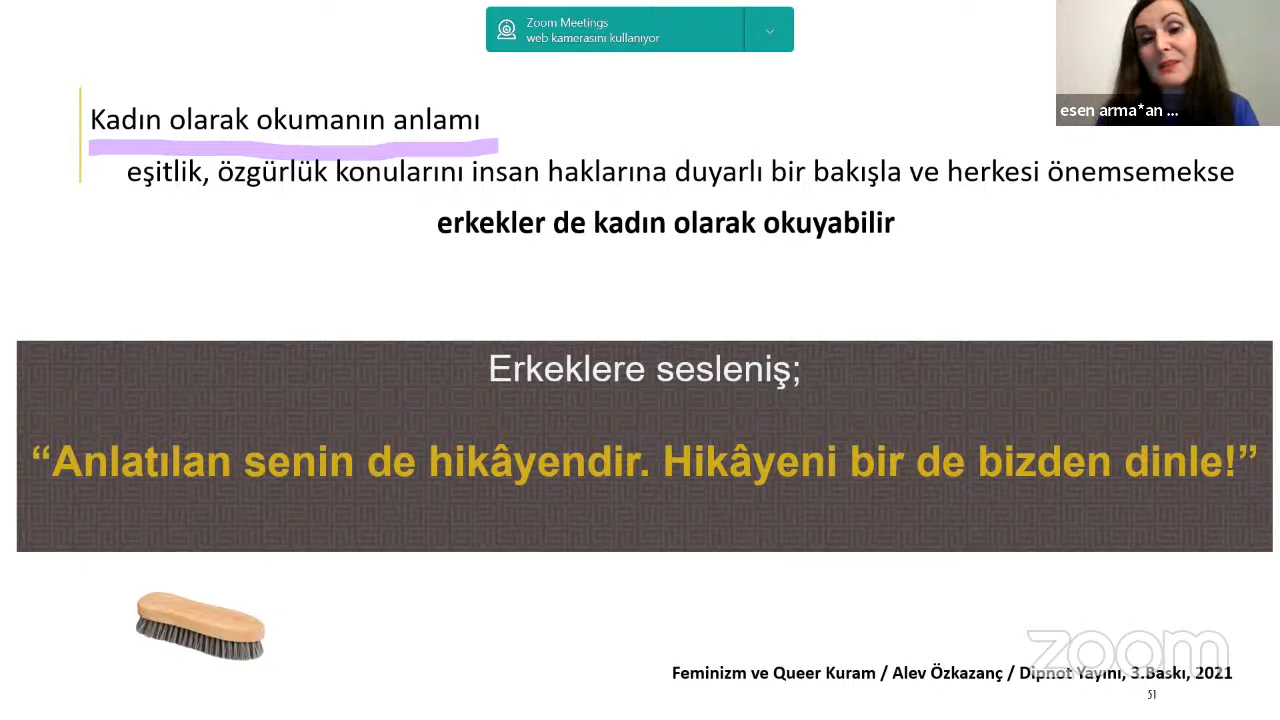 Zoom Meetings
web kamerasını kullanıyor
esen arma*an ...
Kadın olarak okumanın anlamı
eşitlik, özgürlük konularını insan haklarına duyarlı bir bakışla ve herkesi önemsemekse
erkekler de kadın olarak okuyabilir
Erkeklere sesleniş;
“Anlatılan senin de hikâyendir. Hikâyeni bir de bizden dinle!”
zoom
Feminizm ve Queer Kuram / Alev Özkazanç / Dipnot Yayını, 3.Baskı, 2021
51